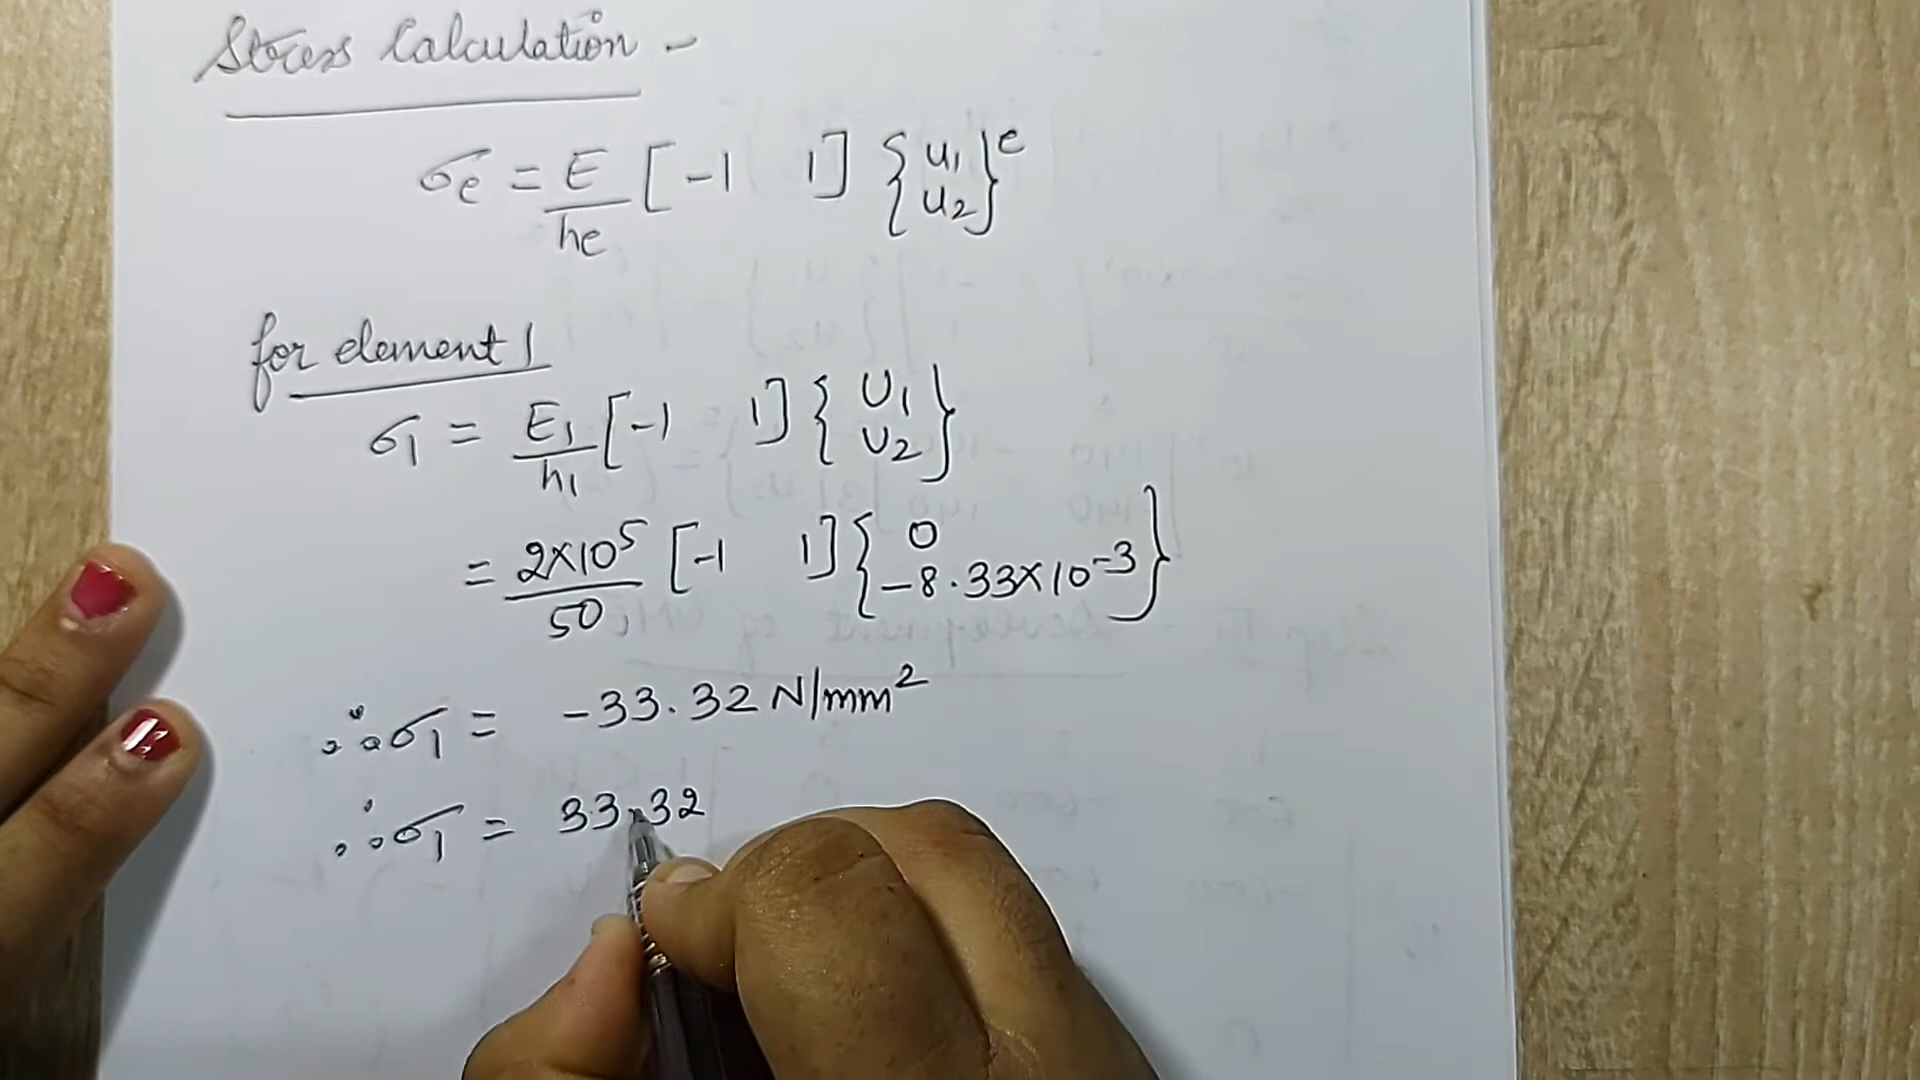 Stress Calculation -
σe = E/he [-1 1] {u1 u2}^e
for element 1
σ1 = E1/h1 [-1 1] {U1 U2}
= 2×10^5/50 [-1 1] {0 -8.33×10^-3}
∴ σ1 = -33.32 N/mm²
∴ σ1 = 33.32